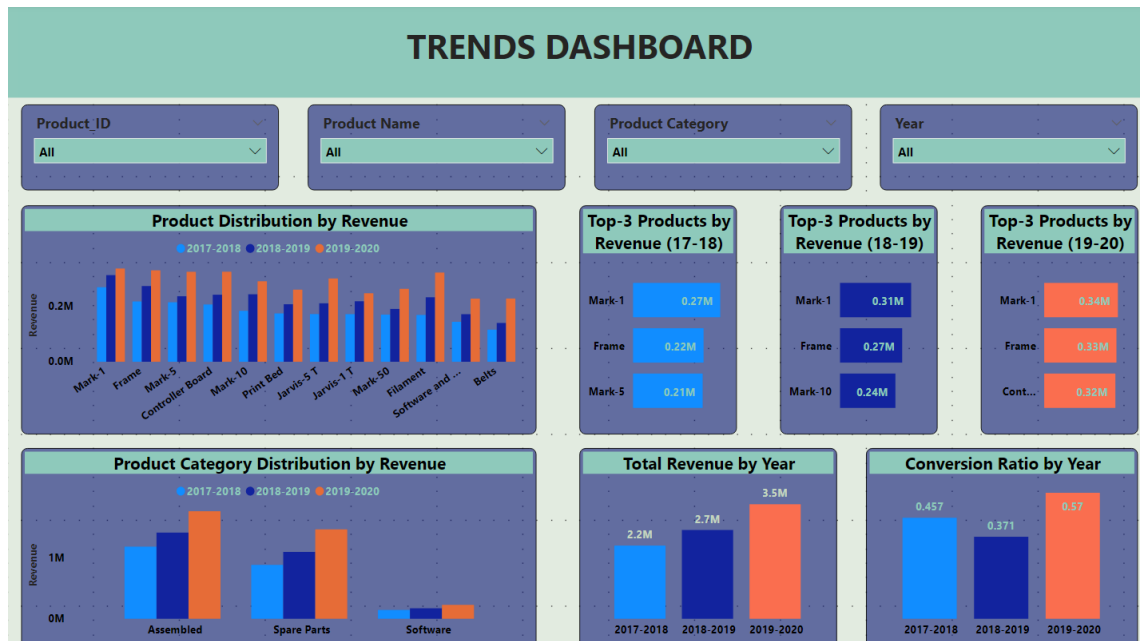 TRENDS DASHBOARD
Product_ID
All
Product Name
All
Product Category
All
Year
All
Product Distribution by Revenue
2017-2018 2018-2019 2019-2020
Revenue
0.2M
0.0M
Mark-1
Frame
Mark-5
Controller Board
Mark-10
Print Bed
Jarvis-5 T
Jarvis-1 T
Mark-50
Filament
Software and ...
Belts
Top-3 Products by
Revenue (17-18)
Mark-1 0.27M
Frame 0.22M
Mark-5 0.21M
Top-3 Products by
Revenue (18-19)
Mark-1 0.31M
Frame 0.27M
Mark-10 0.24M
Top-3 Products by
Revenue (19-20)
Mark-1 0.34M
Frame 0.33M
Cont... 0.32M
Product Category Distribution by Revenue
2017-2018 2018-2019 2019-2020
Revenue
1M
0M
Assembled Spare Parts Software
Total Revenue by Year
2.2M 2.7M 3.5M
2017-2018 2018-2019 2019-2020
Conversion Ratio by Year
0.457 0.371 0.57
2017-2018 2018-2019 2019-2020